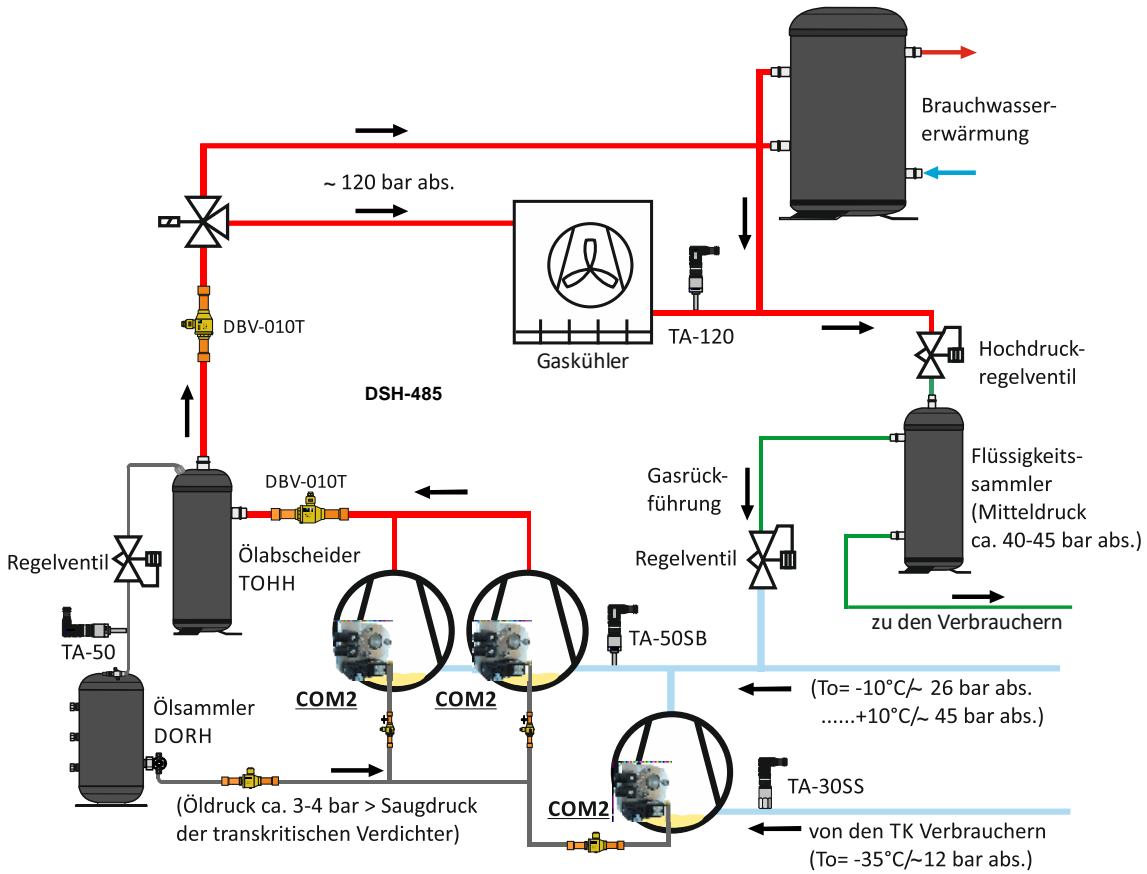 Brauchwasser-
erwärmung
~ 120 bar abs.
DBV-010T
Gaskühler
TA-120
Hochdruck-
regelventil
DSH-485
Gasrück-
führung
Flüssigkeits-
sammler
(Mitteldruck
ca. 40-45 bar abs.)
DBV-010T
Regelventil
Ölabscheider
TOHH
Regelventil
TA-50
TA-50SB
zu den Verbrauchern
COM2
COM2
(To= -10°C/~ 26 bar abs.
......+10°C/~ 45 bar abs.)
Ölsammler
DORH
TA-30SS
(Öldruck ca. 3-4 bar > Saugdruck
der transkritischen Verdichter)
COM2
von den TK Verbrauchern
(To= -35°C/~12 bar abs.)